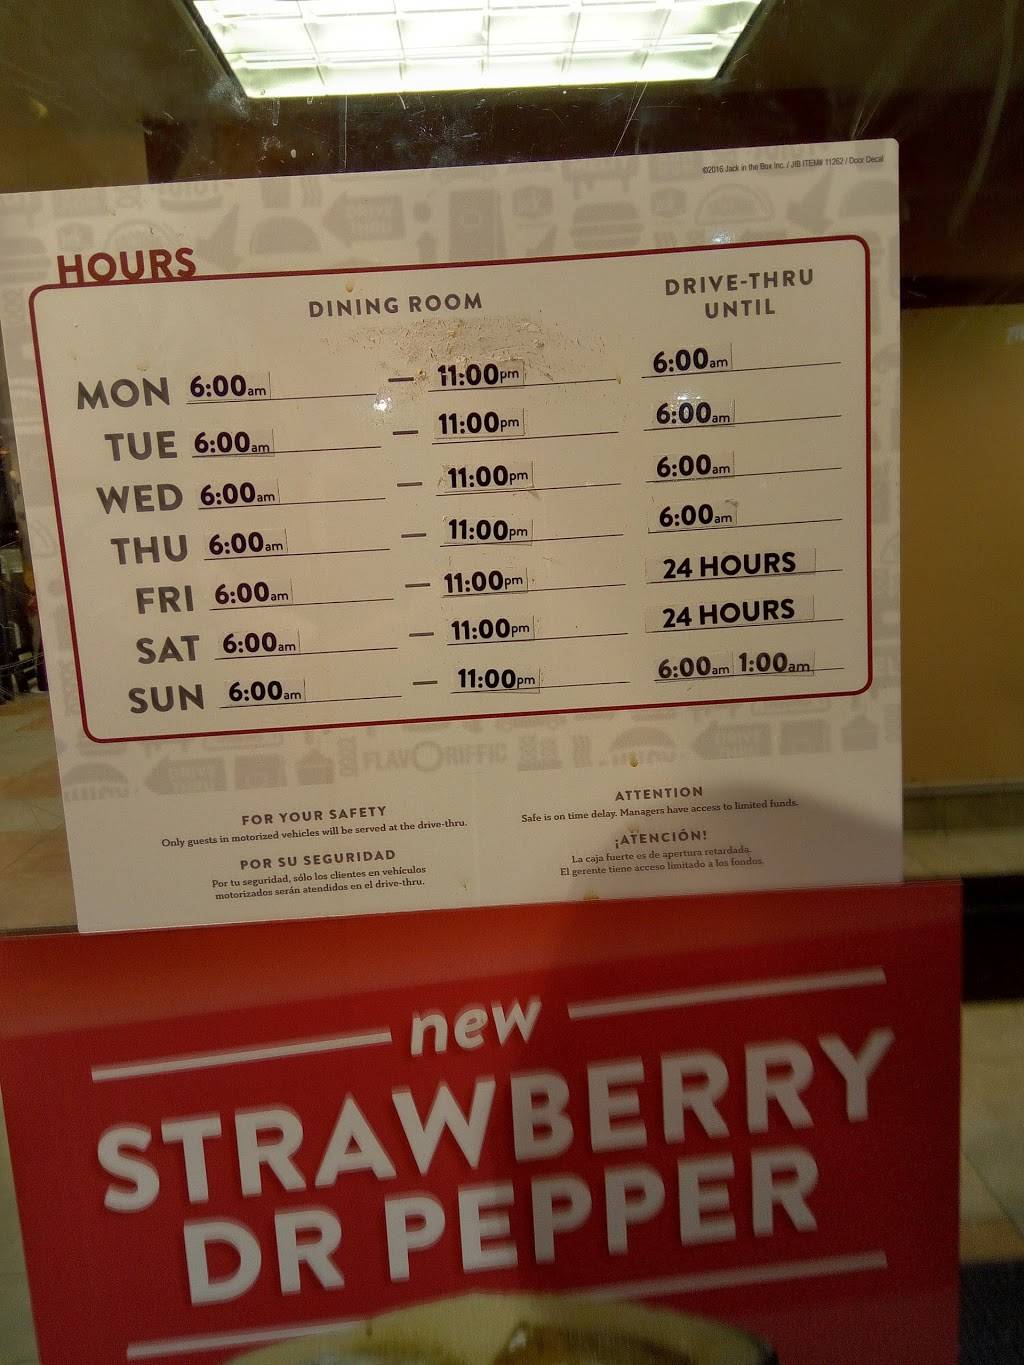 ©2016 Jack in the Box Inc. / JIB ITEM# 11262 / Door Decal
HOURS
DINING ROOM
DRIVE-THRU
UNTIL
MON 6:00am — 11:00pm 6:00am
TUE 6:00am — 11:00pm 6:00am
WED 6:00am — 11:00pm 6:00am
THU 6:00am — 11:00pm 6:00am
FRI 6:00am — 11:00pm 24 HOURS
SAT 6:00am — 11:00pm 24 HOURS
SUN 6:00am — 11:00pm 6:00am 1:00am
FLAVORIFFIC
FOR YOUR SAFETY
Only guests in motorized vehicles will be served at the drive-thru.
POR SU SEGURIDAD
Por tu seguridad, sólo los clientes en vehículos
motorizados serán atendidos en el drive-thru.
ATTENTION
Safe is on time delay. Managers have access to limited funds.
¡ATENCIÓN!
La caja fuerte es de apertura retardada.
El gerente tiene acceso limitado a los fondos.
new
STRAWBERRY
DR PEPPER